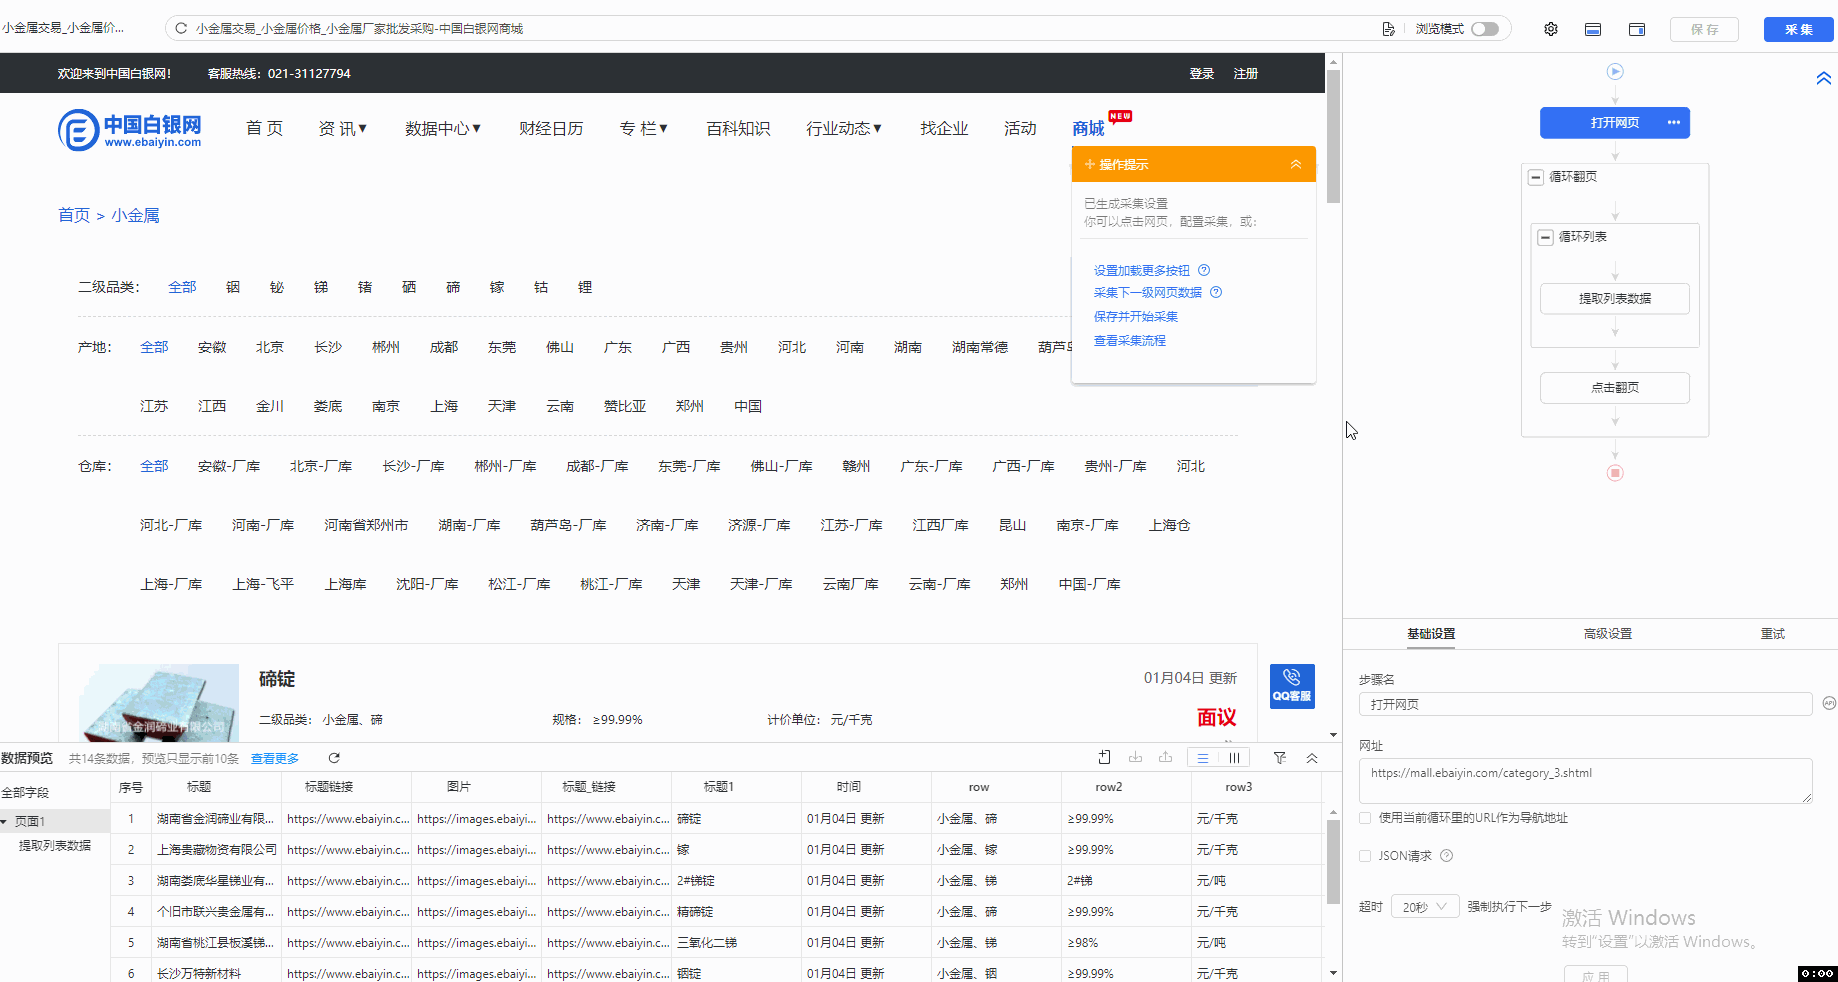 小金属交易_小金属价...
小金属交易_小金属价格_小金属厂家批发采购-中国白银网商城
浏览模式
保 存
采 集
欢迎来到中国白银网！
客服热线：021-31127794
登录
注册
中国白银网
www.ebaiyin.com
首 页
资 讯▼
数据中心▼
财经日历
专 栏▼
百科知识
行业动态▼
找企业
活动
商城
NEW
首页 > 小金属
操作提示
已生成采集设置
你可以点击网页，配置采集，或：
设置加载更多按钮
采集下一级网页数据
保存并开始采集
查看采集流程
二级品类： 全部 铟 铋 锑 锗 硒 碲 镓 钴 锂
产地： 全部 安徽 北京 长沙 郴州 成都 东莞 佛山 广东 广西 贵州 河北 河南 湖南 湖南常德 葫芦
江苏 江西 金川 娄底 南京 上海 天津 云南 赞比亚 郑州 中国
仓库： 全部 安徽-厂库 北京-厂库 长沙-厂库 郴州-厂库 成都-厂库 东莞-厂库 佛山-厂库 赣州 广东-厂库 广西-厂库 贵州-厂库 河北
河北-厂库 河南-厂库 河南省郑州市 湖南-厂库 葫芦岛-厂库 济南-厂库 济源-厂库 江苏-厂库 江西厂库 昆山 南京-厂库 上海仓
上海-厂库 上海-飞平 上海库 沈阳-厂库 松江-厂库 桃江-厂库 天津 天津-厂库 云南厂库 云南-厂库 郑州 中国-厂库
湖南省金润碲业有限公司
碲锭
01月04日 更新
二级品类： 小金属、碲
规格： ≥99.99%
计价单位： 元/千克
面议
QQ客服
打开网页
循环翻页
循环列表
提取列表数据
点击翻页
基础设置
高级设置
重试
步骤名
打开网页
API
网址
https://mall.ebaiyin.com/category_3.shtml
使用当前循环里的URL作为导航地址
JSON请求
超时 20秒 强制执行下一步
激活 Windows
转到“设置”以激活 Windows。
应 用
0:00
数据预览 共14条数据，预览只显示前10条 查看更多
全部字段
页面1
提取列表数据
序号 标题 标题链接 图片 标题_链接 标题1 时间 row row2 row3
1 湖南省金润碲业有限... https://www.ebaiyin.c... https://images.ebaiyi... https://www.ebaiyin.c... 碲锭 01月04日 更新 小金属、碲 ≥99.99% 元/千克
2 上海贵藏物资有限公司 https://www.ebaiyin.c... https://images.ebaiyi... https://www.ebaiyin.c... 镓 01月04日 更新 小金属、镓 ≥99.99% 元/千克
3 湖南娄底华星锑业有... https://www.ebaiyin.c... https://images.ebaiyi... https://www.ebaiyin.c... 2#锑锭 01月04日 更新 小金属、锑 2#锑 元/吨
4 个旧市联兴贵金属有... https://www.ebaiyin.c... https://images.ebaiyi... https://www.ebaiyin.c... 精碲锭 01月04日 更新 小金属、碲 ≥99.99% 元/千克
5 湖南省桃江县板溪锑... https://www.ebaiyin.c... https://images.ebaiyi... https://www.ebaiyin.c... 三氧化二锑 01月04日 更新 小金属、锑 ≥98% 元/吨
6 长沙万特新材料 https://www.ebaiyin.c... https://images.ebaiyi... https://www.ebaiyin.c... 铟锭 01月04日 更新 小金属、铟 ≥99.99% 元/千克